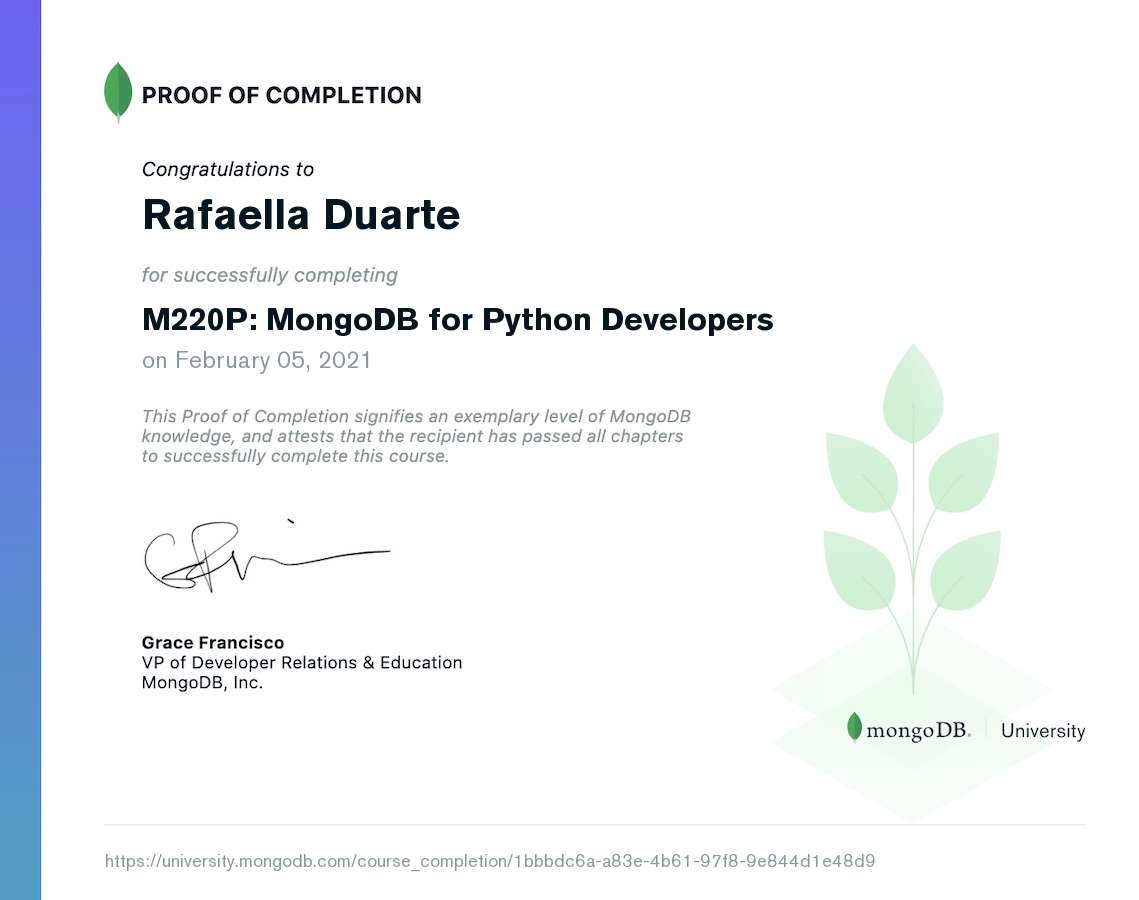 PROOF OF COMPLETION
Congratulations to
Rafaella Duarte
for successfully completing
M220P: MongoDB for Python Developers
on February 05, 2021
This Proof of Completion signifies an exemplary level of MongoDB
knowledge, and attests that the recipient has passed all chapters
to successfully complete this course.
Grace Francisco
VP of Developer Relations & Education
MongoDB, Inc.
mongoDB. University
https://university.mongodb.com/course_completion/1bbbdc6a-a83e-4b61-97f8-9e844d1e48d9